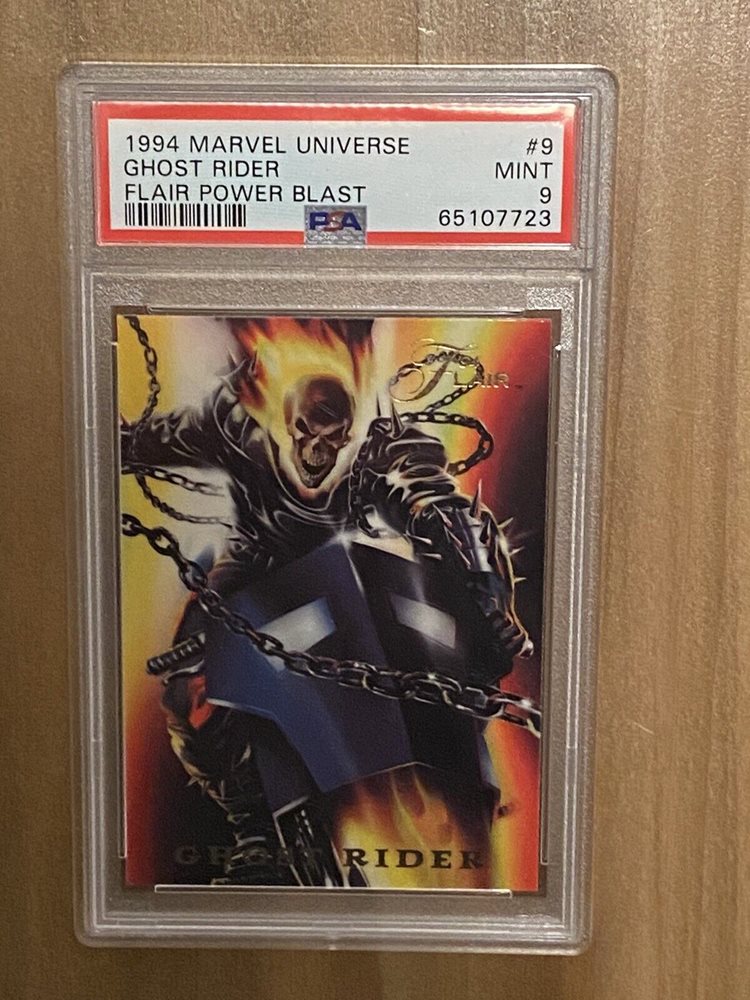 1994 MARVEL UNIVERSE #9
GHOST RIDER MINT
FLAIR POWER BLAST 9
PSA 65107723
FLAIR
GHOST RIDER